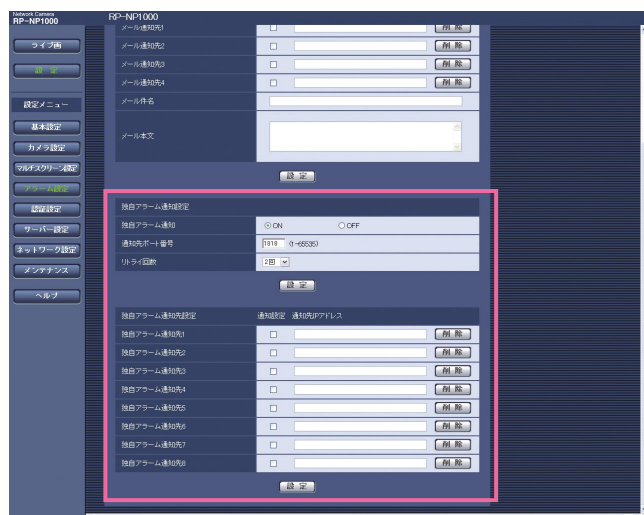 Network Camera
RP-NP1000
RP-NP1000
ライブ画
設 定
設定メニュー
基本設定
カメラ設定
マルチスクリーン設定
アラーム設定
認証設定
サーバー設定
ネットワーク設定
メンテナンス
ヘルプ
メール通知先1 削 除
メール通知先2 削 除
メール通知先3 削 除
メール通知先4 削 除
メール件名
メール本文
設 定
独自アラーム通知設定
独自アラーム通知 ON OFF
通知先ポート番号 1818 (1-65535)
リトライ回数 2回
設 定
独自アラーム通知先設定 通知設定 通知先IPアドレス
独自アラーム通知先1 削 除
独自アラーム通知先2 削 除
独自アラーム通知先3 削 除
独自アラーム通知先4 削 除
独自アラーム通知先5 削 除
独自アラーム通知先6 削 除
独自アラーム通知先7 削 除
独自アラーム通知先8 削 除
設 定